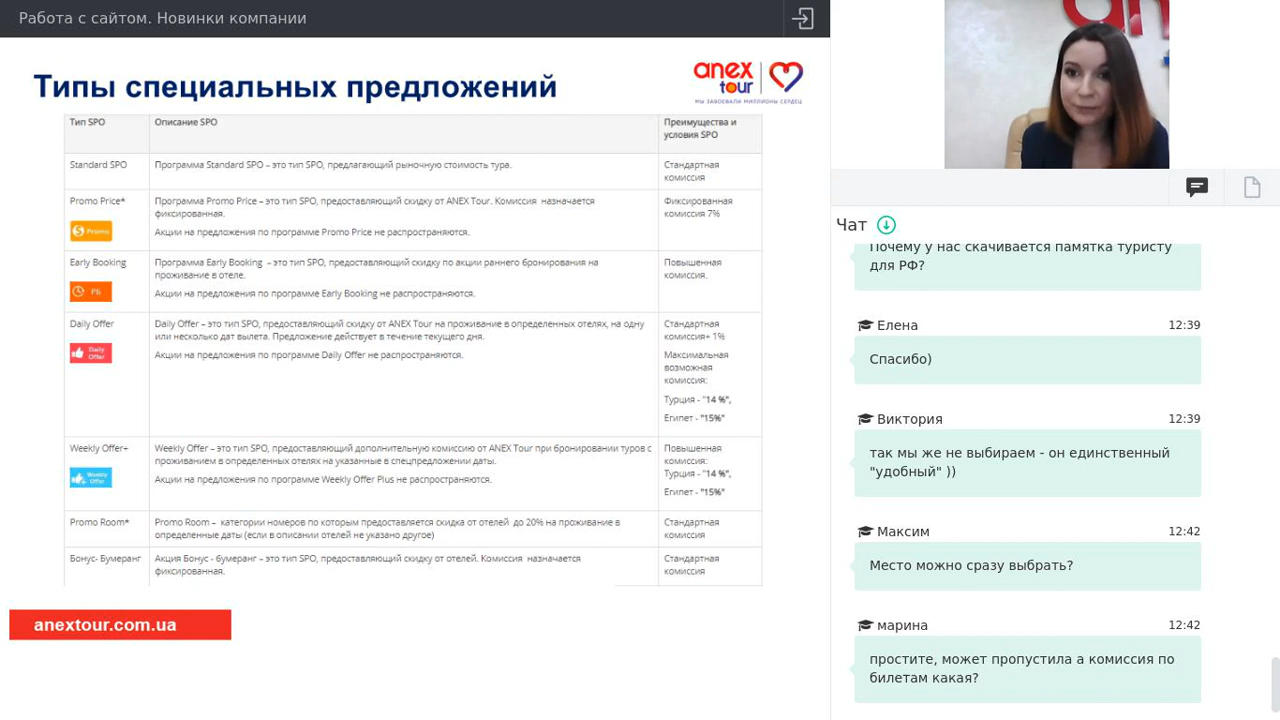 Работа с сайтом. Новинки компании
Типы специальных предложений
anex
tour
МЫ ЗАВОЕВАЛИ МИЛЛИОНЫ СЕРДЕЦ
Тип SPO
Описание SPO
Преимущества и
условия SPO
Standard SPO
Программа Standard SPO – это тип SPO, предлагающий рыночную стоимость тура.
Стандартная
комиссия
Promo Price*
Promo
Программа Promo Price – это тип SPO, предоставляющий скидку от ANEX Tour. Комиссия назначается
фиксированная.
Акции на предложения по программе Promo Price не распространяются.
Фиксированная
комиссия 7%
Early Booking
РБ
Программа Early Booking – это тип SPO, предоставляющий скидку по акции раннего бронирования на
проживание в отеле.
Акции на предложения по программе Early Booking не распространяются.
Повышенная
комиссия.
Daily Offer
Daily
Offer
Daily Offer – это тип SPO, предоставляющий скидку от ANEX Tour на проживание в определенных отелях, на одну
или несколько дат вылета. Предложение действует в течение текущего дня.
Акции на предложения по программе Daily Offer не распространяются.
Стандартная
комиссия+ 1%
Максимальная
возможная
комиссия:
Турция - "14 %",
Египет - "15%"
Weekly Offer+
Weekly
Offer
Weekly Offer – это тип SPO, предоставляющий дополнительную комиссию от ANEX Tour при бронировании туров с
проживанием в определенных отелях на указанные в спецпредложении даты.
Акции на предложения по программе Weekly Offer Plus не распространяются.
Повышенная
комиссия:
Турция - "14 %",
Египет - "15%"
Promo Room*
Promo Room – категории номеров по которым предоставляется скидка от отелей до 20% на проживание в
определенные даты (если в описании отелей не указано другое)
Стандартная
комиссия
Бонус- Бумеранг
Акция Бонус - бумеранг – это тип SPO, предоставляющий скидку от отелей. Комиссия назначается
фиксированная.
Стандартная
комиссия
anextour.com.ua
Чат
Почему у нас скачивается памятка туристу
для РФ?
Елена
12:39
Спасибо)
Виктория
12:39
так мы же не выбираем - он единственный
"удобный" ))
Максим
12:42
Место можно сразу выбрать?
марина
12:42
простите, может пропустила а комиссия по
билетам какая?